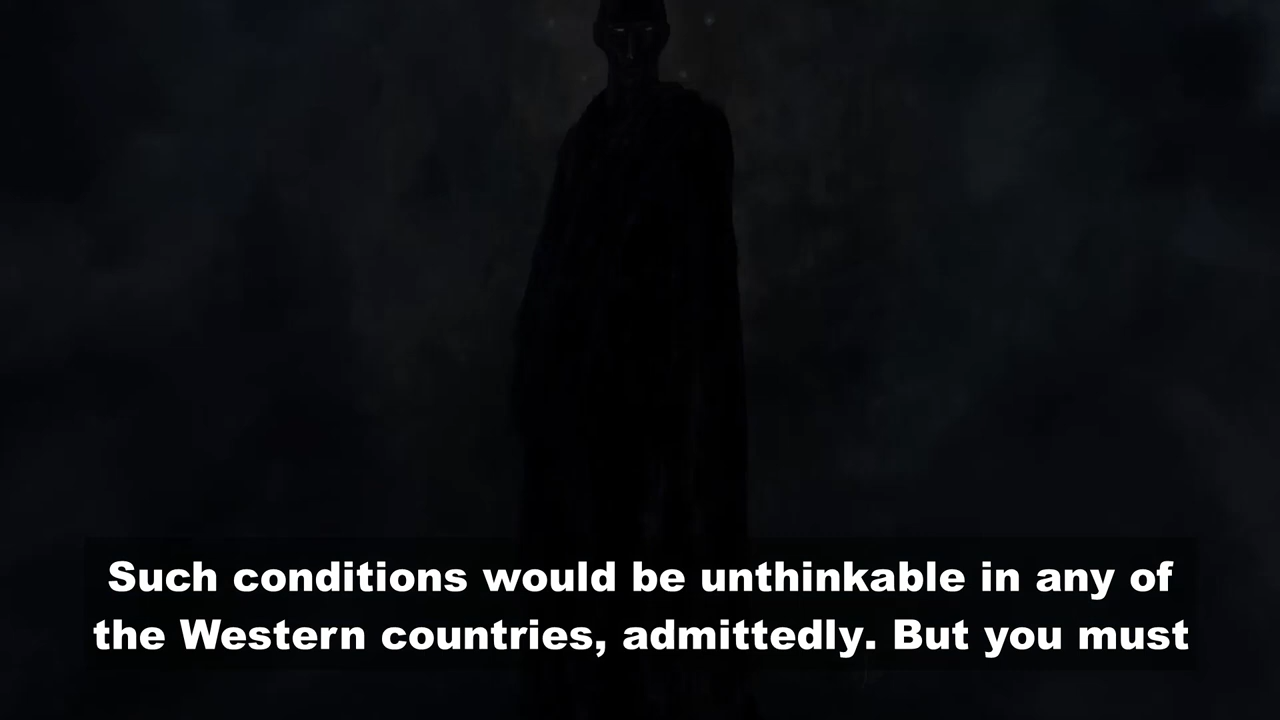 Such conditions would be unthinkable in any of
the Western countries, admittedly. But you must